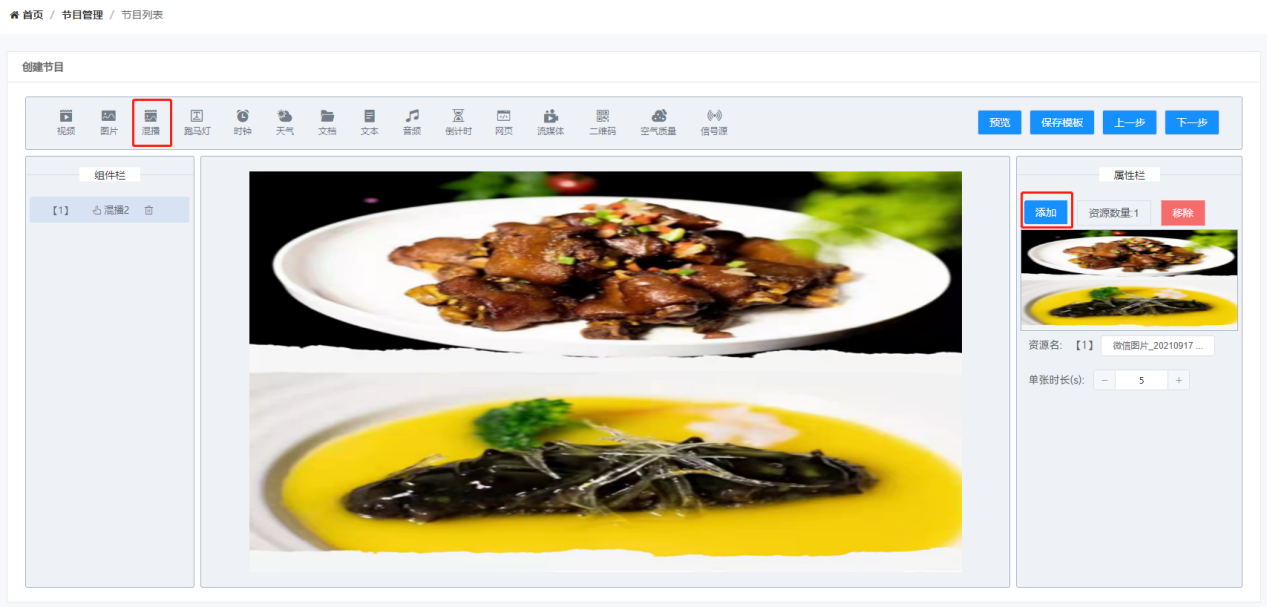 首页 / 节目管理 / 节目列表
创建节目
视频 图片 混播 跑马灯 时钟 天气 文档 文本 音频 倒计时 网页 流媒体 二维码 空气质量 信号源
预览 保存模板 上一步 下一步
组件栏
【1】 混播2
属性栏
添加 资源数量:1 移除
资源名: 【1】 微信图片_20210917 ...
单张时长(s): − 5 +